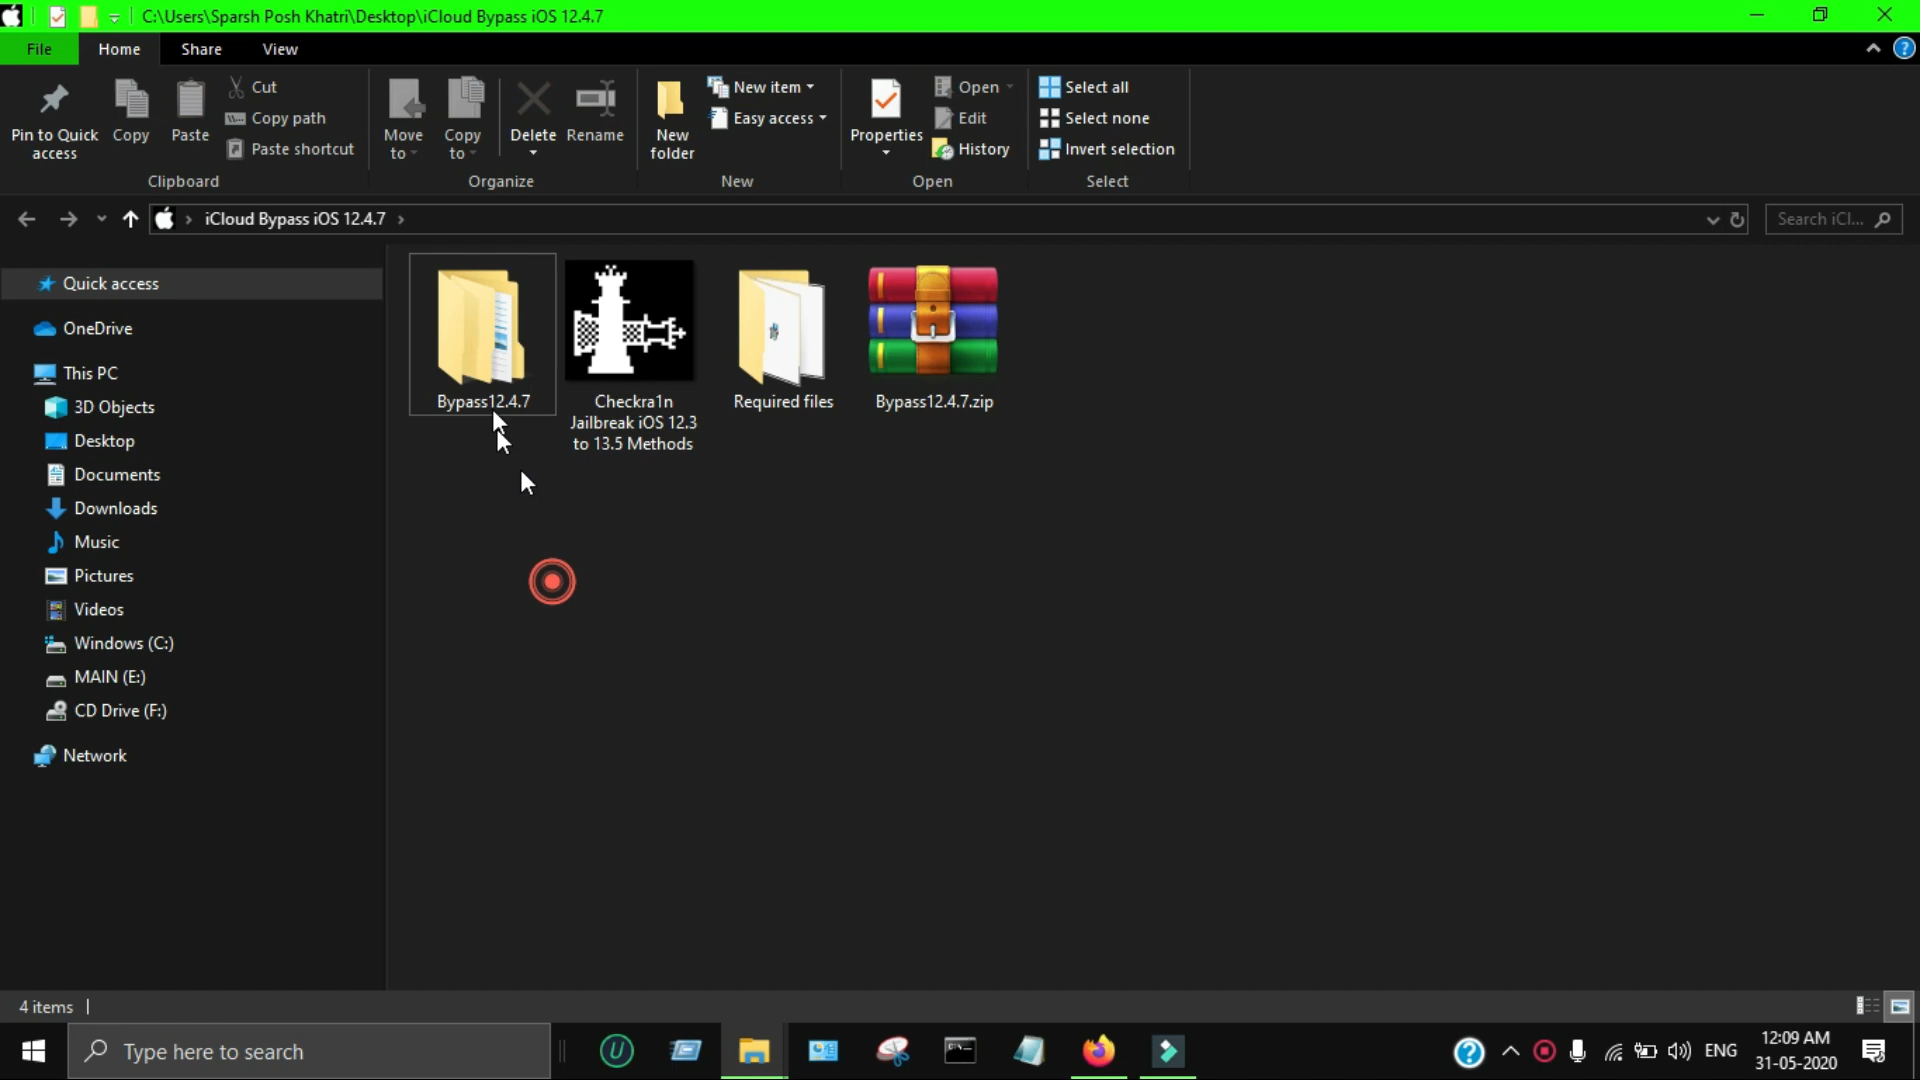 C:\Users\Sparsh Posh Khatri\Desktop\iCloud Bypass iOS 12.4.7
File
Home
Share
View
Pin to Quick
access
Copy
Paste
Cut
Copy path
Paste shortcut
Clipboard
Move
to
Copy
to
Delete
Rename
Organize
New
folder
New item
Easy access
New
Properties
Open
Edit
History
Open
Select all
Select none
Invert selection
Select
iCloud Bypass iOS 12.4.7
Search iCl...
Quick access
OneDrive
This PC
3D Objects
Desktop
Documents
Downloads
Music
Pictures
Videos
Windows (C:)
MAIN (E:)
CD Drive (F:)
Network
Bypass12.4.7
Checkra1n
Jailbreak iOS 12.3
to 13.5 Methods
Required files
Bypass12.4.7.zip
4 items
Type here to search
ENG
12:09 AM
31-05-2020